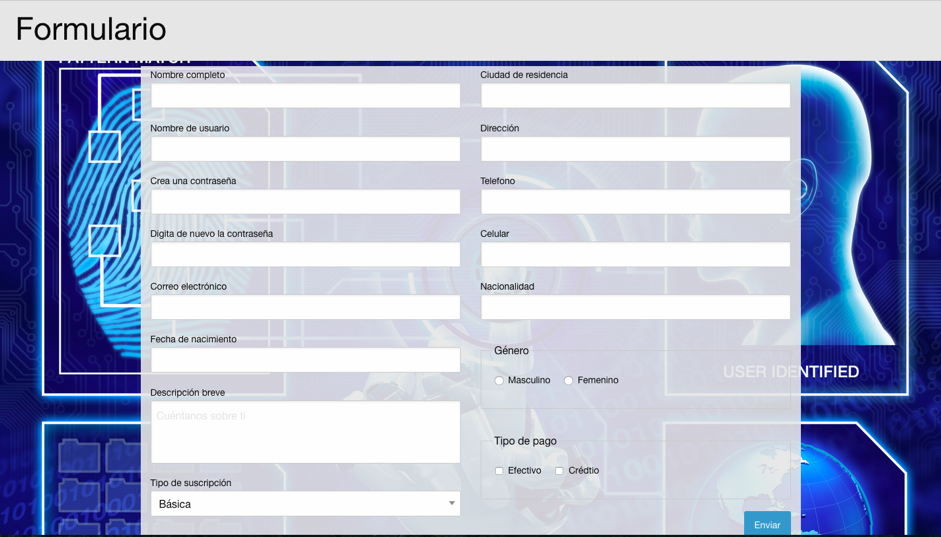 Formulario
PATTERN MATCH
Nombre completo
Nombre de usuario
Crea una contraseña
Digita de nuevo la contraseña
Correo electrónico
Fecha de nacimiento
Descripción breve
Cuéntanos sobre ti
Tipo de suscripción
Básica
Ciudad de residencia
Dirección
Telefono
Celular
Nacionalidad
Género
Masculino Femenino
USER IDENTIFIED
Tipo de pago
Efectivo Crédtio
Enviar